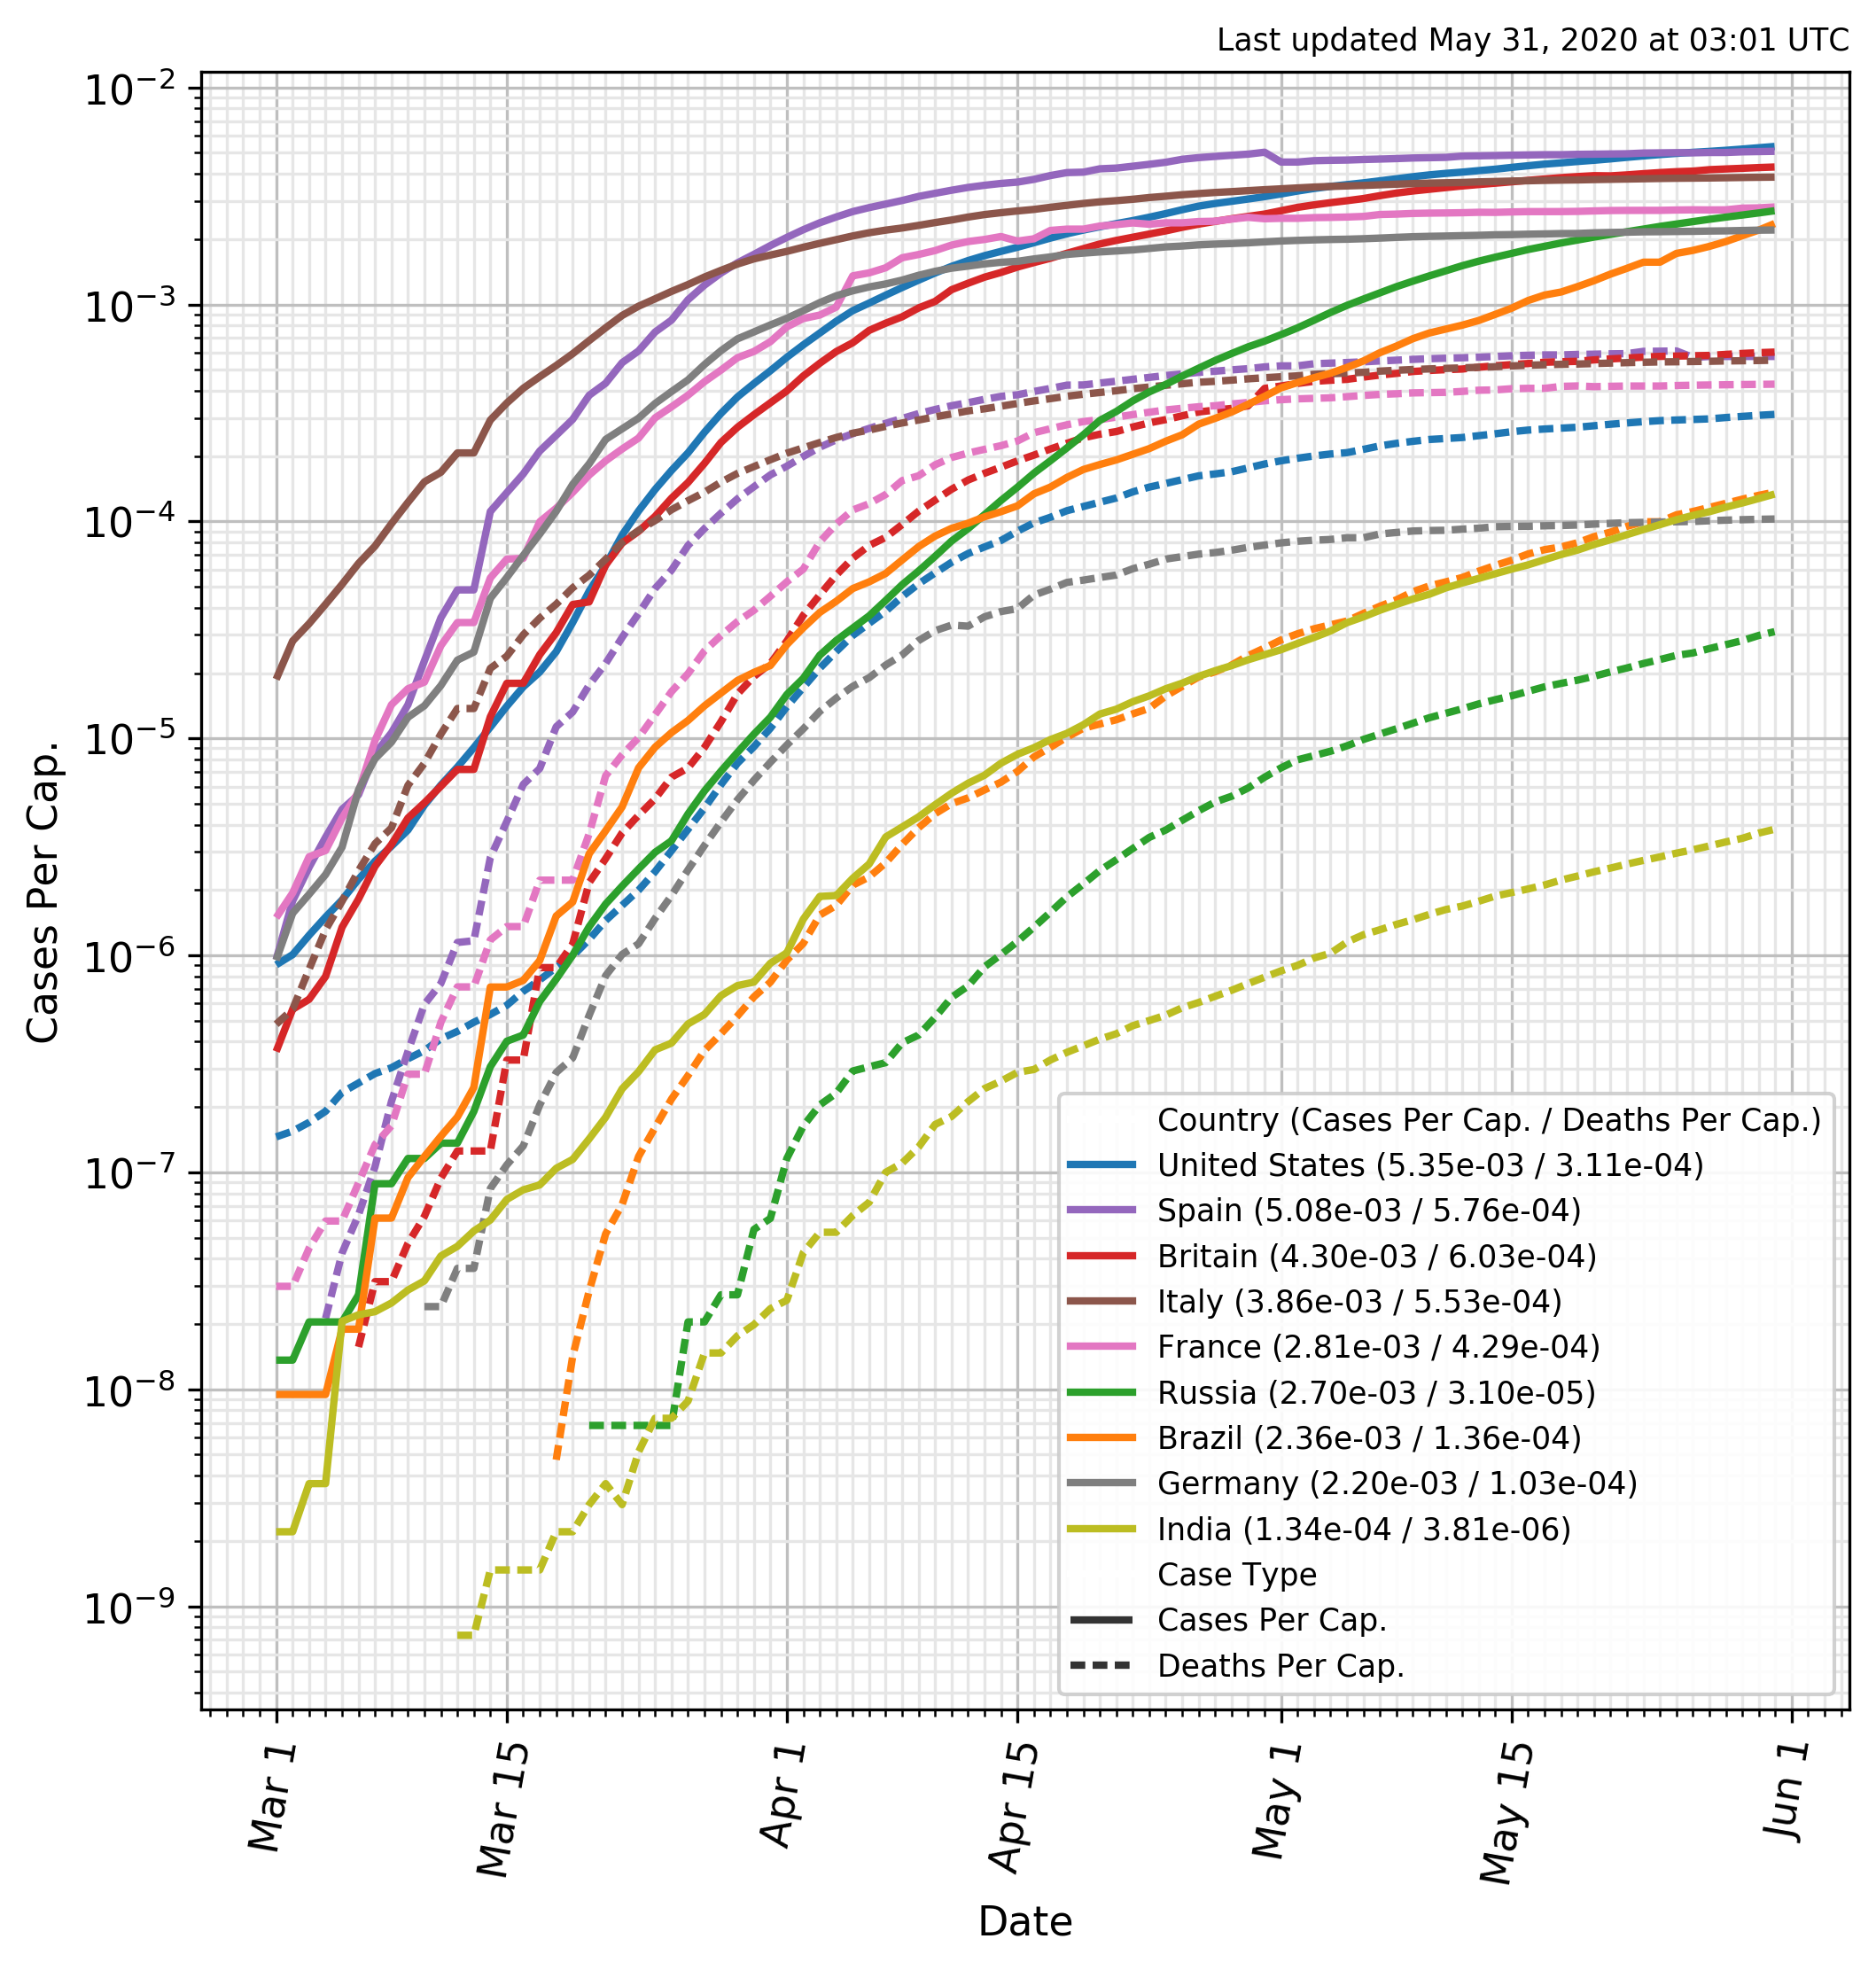 Last updated May 31, 2020 at 03:01 UTC
10⁻²
10⁻³
10⁻⁴
10⁻⁵
10⁻⁶
10⁻⁷
10⁻⁸
10⁻⁹
Cases Per Cap.
Country (Cases Per Cap. / Deaths Per Cap.)
United States (5.35e-03 / 3.11e-04)
Spain (5.08e-03 / 5.76e-04)
Britain (4.30e-03 / 6.03e-04)
Italy (3.86e-03 / 5.53e-04)
France (2.81e-03 / 4.29e-04)
Russia (2.70e-03 / 3.10e-05)
Brazil (2.36e-03 / 1.36e-04)
Germany (2.20e-03 / 1.03e-04)
India (1.34e-04 / 3.81e-06)
Case Type
Cases Per Cap.
Deaths Per Cap.
Mar 1
Mar 15
Apr 1
Apr 15
May 1
May 15
Jun 1
Date